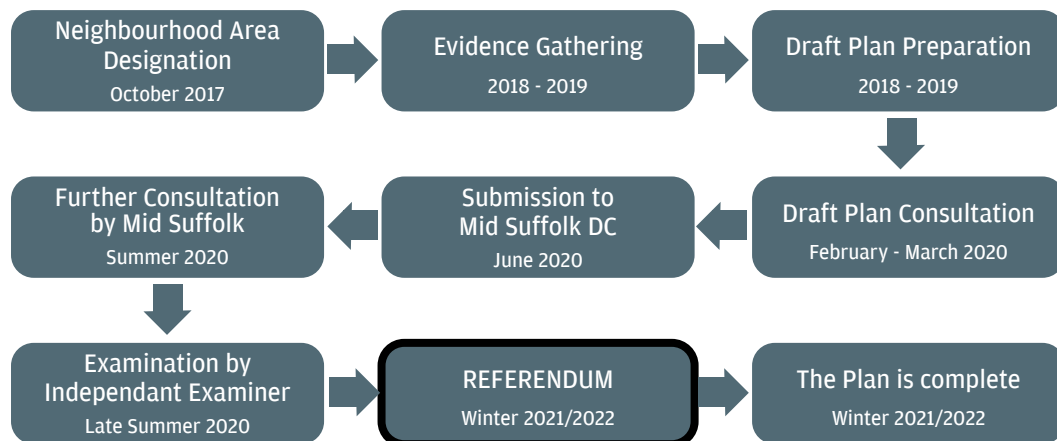 Neighbourhood Area
Designation
October 2017
Evidence Gathering
2018 - 2019
Draft Plan Preparation
2018 - 2019
Draft Plan Consultation
February - March 2020
Submission to
Mid Suffolk DC
June 2020
Further Consultation
by Mid Suffolk
Summer 2020
Examination by
Independant Examiner
Late Summer 2020
REFERENDUM
Winter 2021/2022
The Plan is complete
Winter 2021/2022